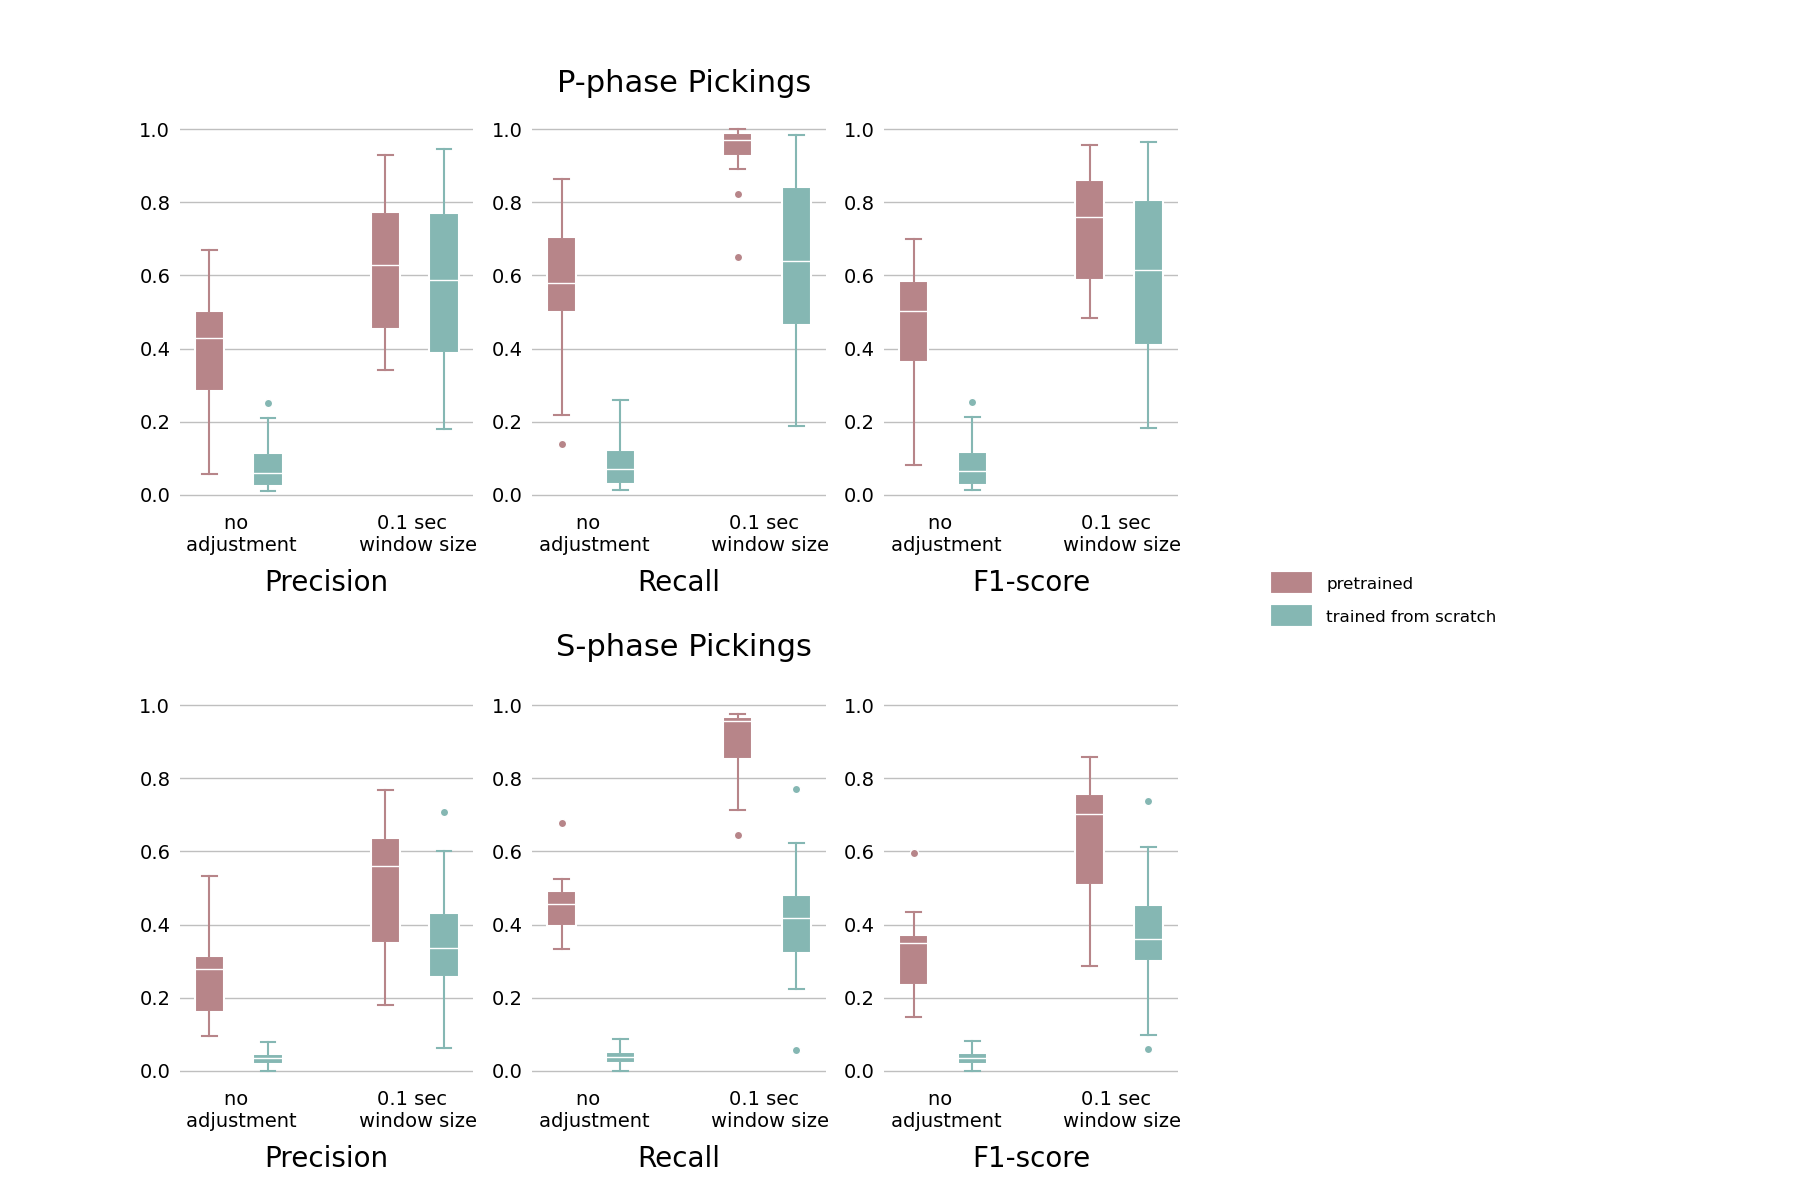 P-phase Pickings
1.0
0.8
0.6
0.4
0.2
0.0
no
adjustment
0.1 sec
window size
Precision
1.0
0.8
0.6
0.4
0.2
0.0
no
adjustment
0.1 sec
window size
Recall
1.0
0.8
0.6
0.4
0.2
0.0
no
adjustment
0.1 sec
window size
F1-score
pretrained
trained from scratch
S-phase Pickings
1.0
0.8
0.6
0.4
0.2
0.0
no
adjustment
0.1 sec
window size
Precision
1.0
0.8
0.6
0.4
0.2
0.0
no
adjustment
0.1 sec
window size
Recall
1.0
0.8
0.6
0.4
0.2
0.0
no
adjustment
0.1 sec
window size
F1-score